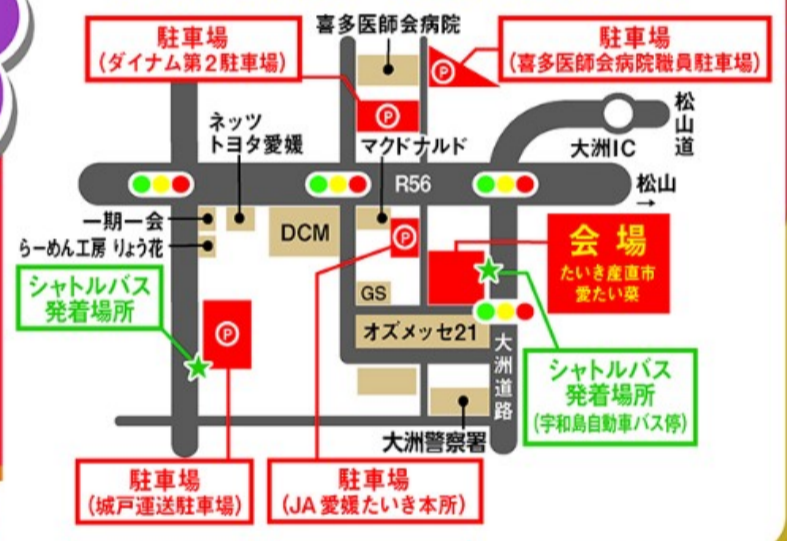 喜多医師会病院
駐車場
(ダイナム第2駐車場)
P
駐車場
(喜多医師会病院職員駐車場)
P
ネッツ
トヨタ愛媛
マクドナルド
大洲IC
松山道
R56
松山
→
一期一会
らーめん工房 りょう花
DCM
P
会場
たいき産直市
愛たい菜
シャトルバス
発着場所
P
GS
オズメッセ21
大洲道路
シャトルバス
発着場所
(宇和島自動車バス停)
大洲警察署
駐車場
(城戸運送駐車場)
駐車場
(JA愛媛たいき本所)